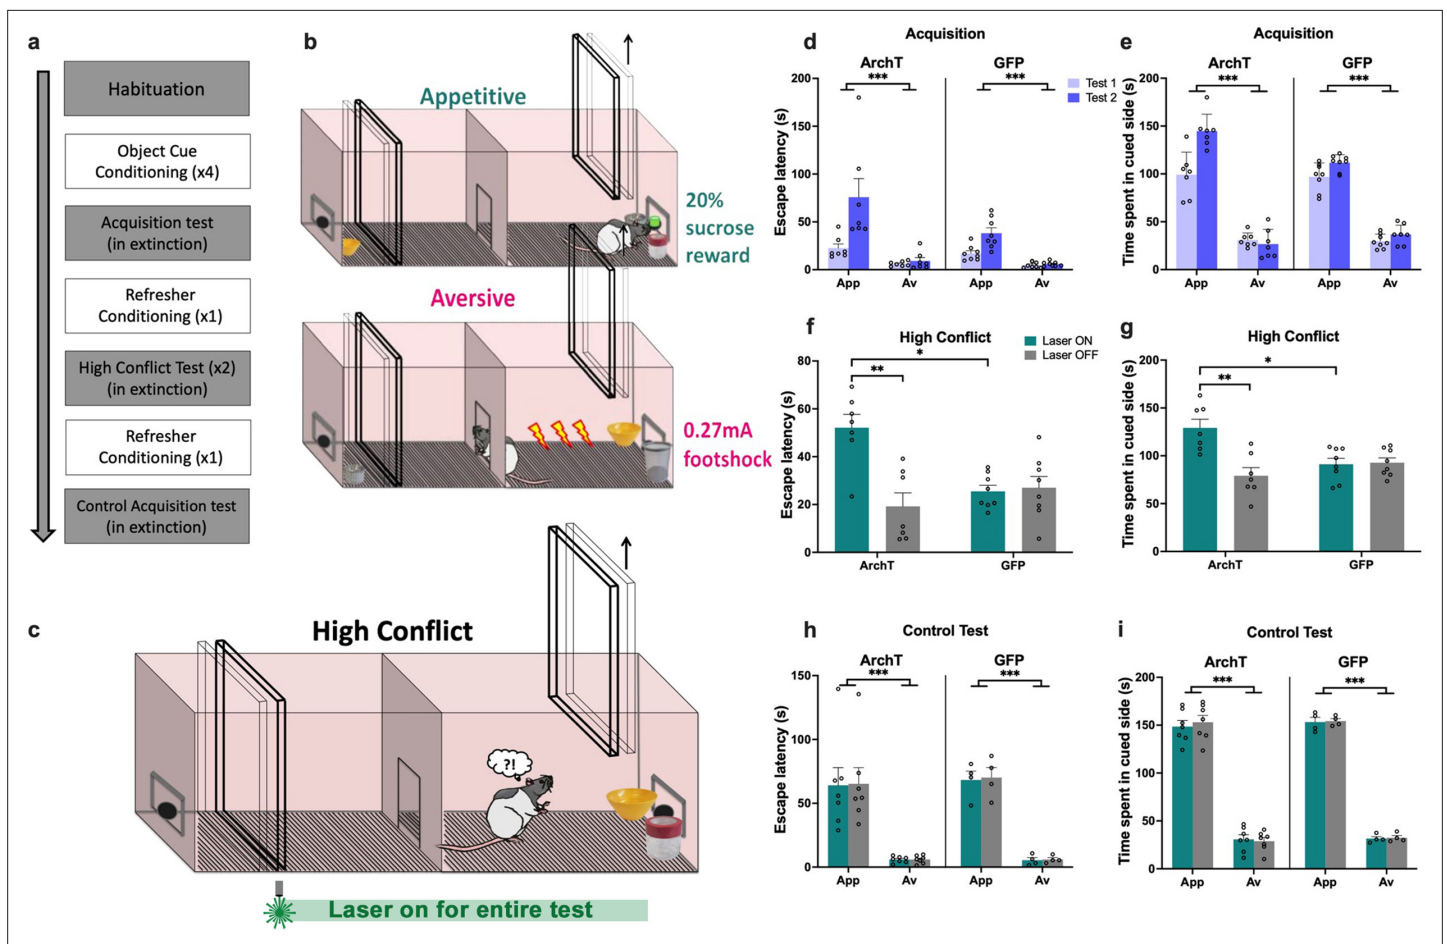 a
Habituation
Object Cue
Conditioning (x4)
Acquisition test
(in extinction)
Refresher
Conditioning (x1)
High Conflict Test (x2)
(in extinction)
Refresher
Conditioning (x1)
Control Acquisition test
(in extinction)
b
Appetitive
20%
sucrose
reward
Aversive
0.27mA
footshock
c
High Conflict
?!
Laser on for entire test
d
Acquisition
ArchT
GFP
Test 1
Test 2
Escape latency (s)
200
150
100
50
0
***
***
App
Av
App
Av
e
Acquisition
ArchT
GFP
Time spent in cued side (s)
200
150
100
50
0
***
***
App
Av
App
Av
f
High Conflict
Laser ON
Laser OFF
Escape latency (s)
80
60
40
20
0
*
**
ArchT
GFP
g
High Conflict
Time spent in cued side (s)
200
150
100
50
0
*
**
ArchT
GFP
h
Control Test
ArchT
GFP
Escape latency (s)
150
100
50
0
***
***
App
Av
App
Av
i
Control Test
ArchT
GFP
Time spent in cued side (s)
200
150
100
50
0
***
***
App
Av
App
Av